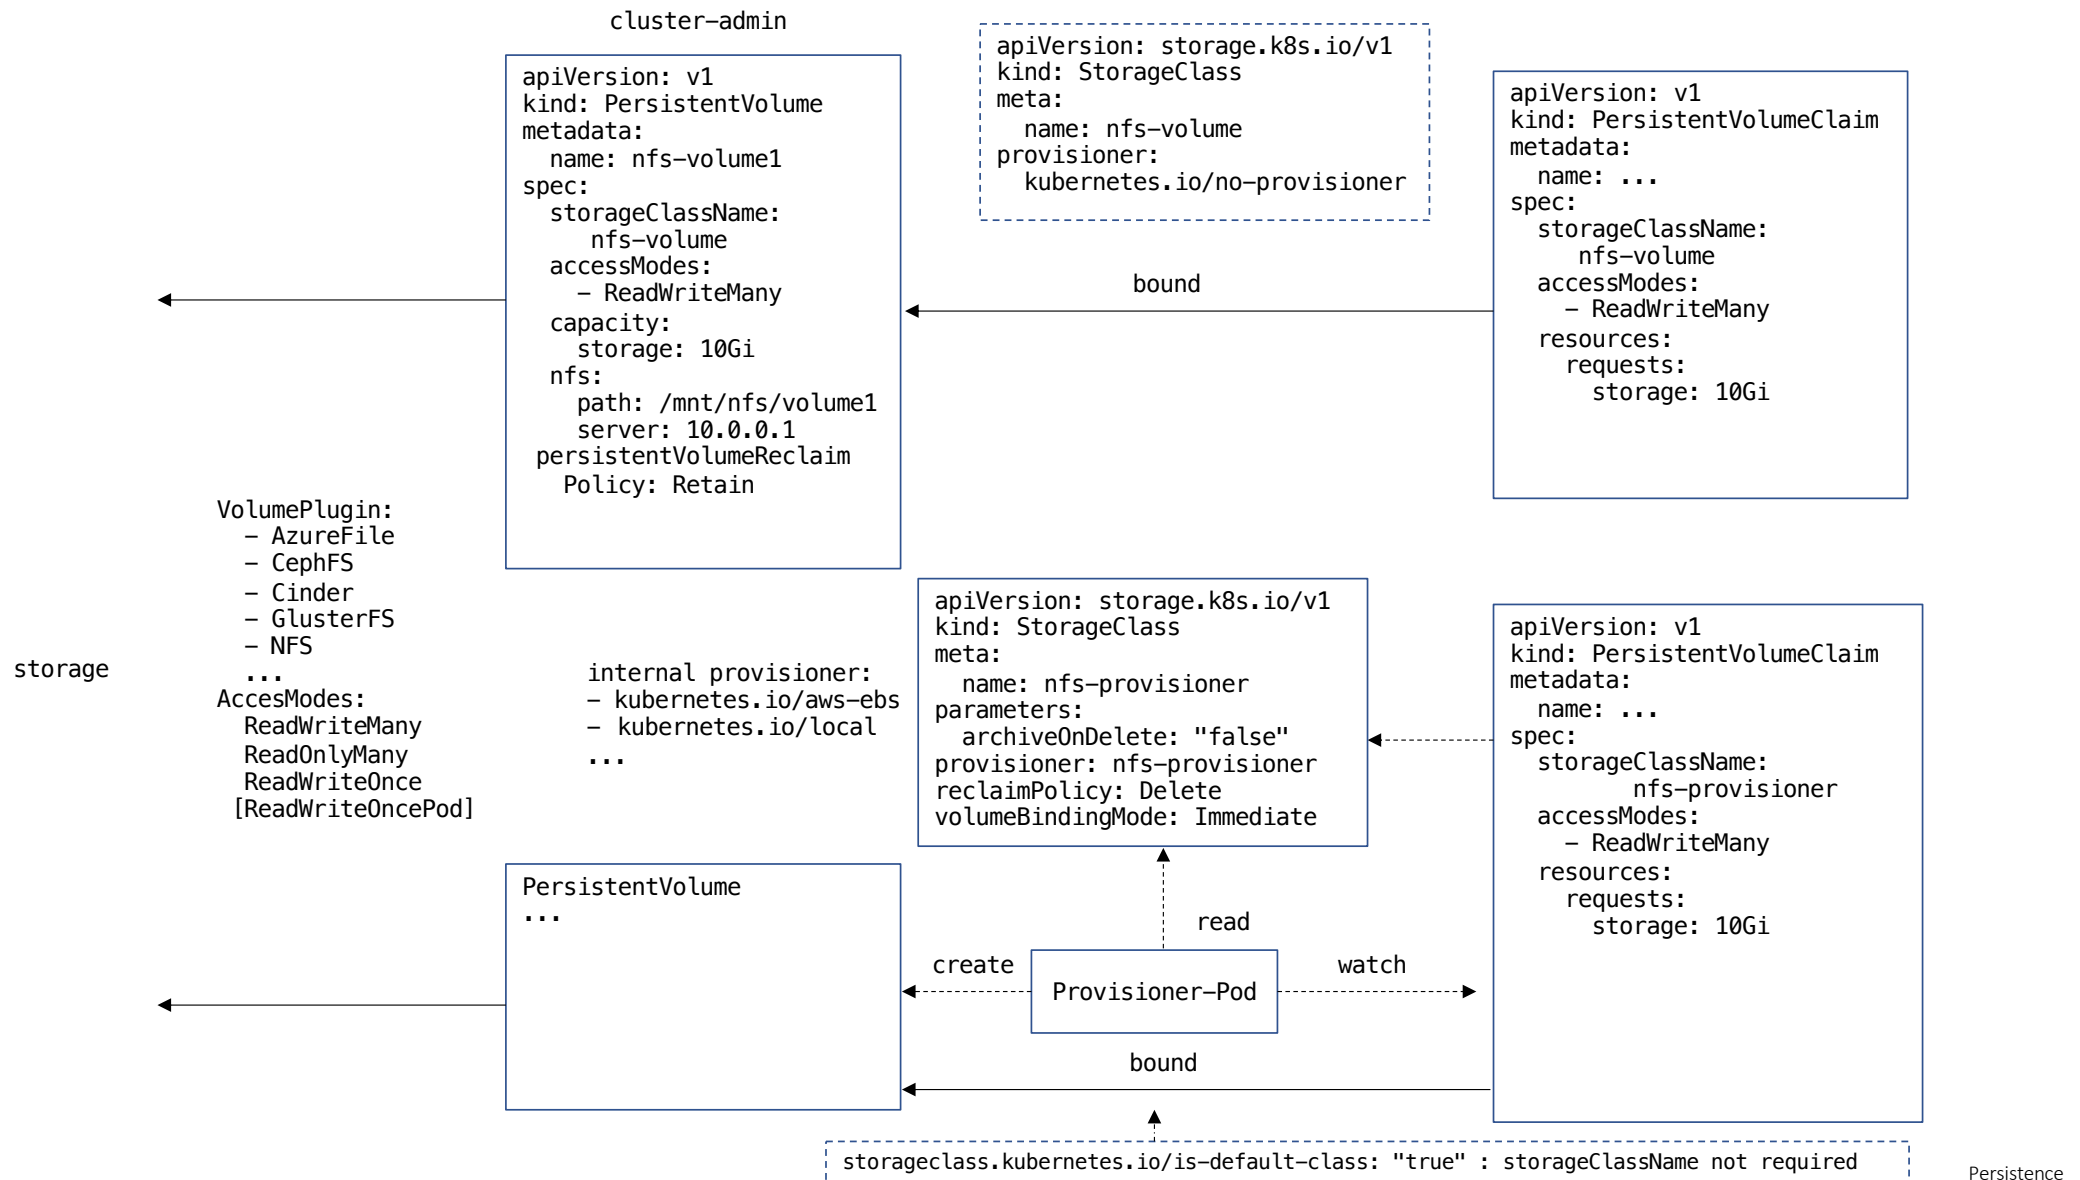 cluster-admin
apiVersion: v1
kind: PersistentVolume
metadata:
  name: nfs-volume1
spec:
  storageClassName:
     nfs-volume
  accessModes:
    - ReadWriteMany
  capacity:
    storage: 10Gi
  nfs:
    path: /mnt/nfs/volume1
    server: 10.0.0.1
 persistentVolumeReclaim
   Policy: Retain
apiVersion: storage.k8s.io/v1
kind: StorageClass
meta:
  name: nfs-volume
provisioner:
  kubernetes.io/no-provisioner
bound
apiVersion: v1
kind: PersistentVolumeClaim
metadata:
  name: ...
spec:
  storageClassName:
     nfs-volume
  accessModes:
    - ReadWriteMany
  resources:
    requests:
      storage: 10Gi
storage
VolumePlugin:
  - AzureFile
  - CephFS
  - Cinder
  - GlusterFS
  - NFS
  ...
AccesModes:
  ReadWriteMany
  ReadOnlyMany
  ReadWriteOnce
 [ReadWriteOncePod]
internal provisioner:
- kubernetes.io/aws-ebs
- kubernetes.io/local
...
apiVersion: storage.k8s.io/v1
kind: StorageClass
meta:
  name: nfs-provisioner
parameters:
  archiveOnDelete: "false"
provisioner: nfs-provisioner
reclaimPolicy: Delete
volumeBindingMode: Immediate
apiVersion: v1
kind: PersistentVolumeClaim
metadata:
  name: ...
spec:
  storageClassName:
         nfs-provisioner
  accessModes:
    - ReadWriteMany
  resources:
    requests:
      storage: 10Gi
PersistentVolume
...
read
create
Provisioner-Pod
watch
bound
storageclass.kubernetes.io/is-default-class: "true" : storageClassName not required
Persistence